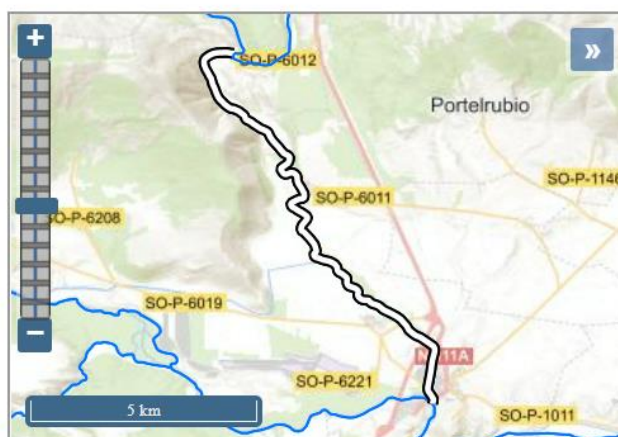 +
»
SO-P-6012
Portelrubio
SO-P-1146
SO-P-6011
SO-P-6208
SO-P-6019
−
SO-P-6221
5 km
SO-P-1011